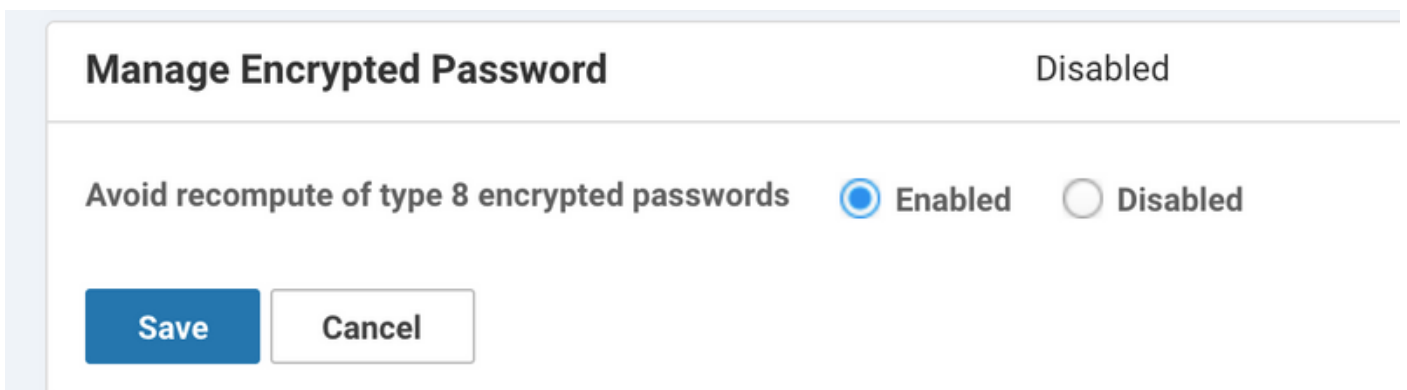 Manage Encrypted Password Disabled
Avoid recompute of type 8 encrypted passwords Enabled Disabled
Save Cancel